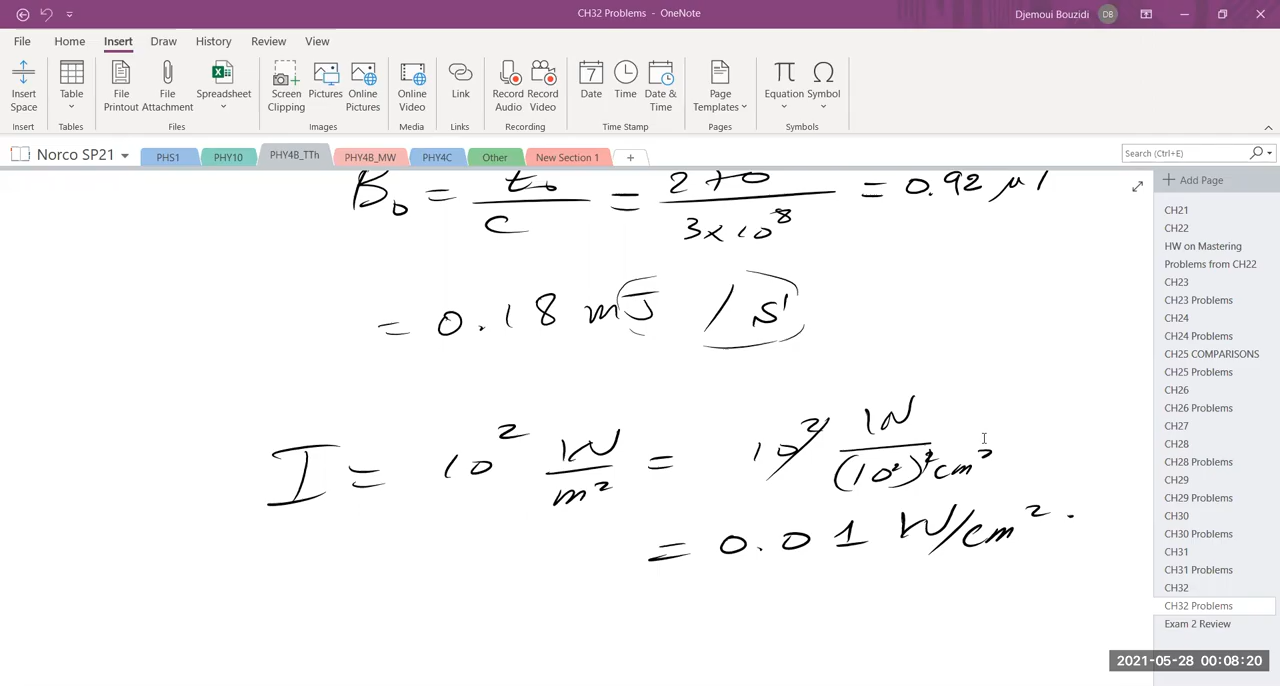 CH32 Problems - OneNote
Djemoui Bouzidi DB
File Home Insert Draw History Review View
Insert Space
Table
File Printout
File Attachment
Spreadsheet
Screen Clipping
Pictures
Online Pictures
Online Video
Link
Record Audio
Record Video
Date
Time
Date & Time
Page Templates
Equation
Symbol
Insert Tables Files Images Media Links Recording Time Stamp Pages Symbols
Norco SP21 PHS1 PHY10 PHY4B_TTh PHY4B_MW PHY4C Other New Section 1 +
Search (Ctrl+E)
B₀ = E₀ / C = 270 / 3 x 10⁸ = 0.92 μT
= 0.18 mJ / s
I = 10² W / m² = 10² W / (10²)² cm²
= 0.01 W/cm².
+ Add Page
CH21
CH22
HW on Mastering
Problems from CH22
CH23
CH23 Problems
CH24
CH24 Problems
CH25 COMPARISONS
CH25 Problems
CH26
CH26 Problems
CH27
CH28
CH28 Problems
CH29
CH29 Problems
CH30
CH30 Problems
CH31
CH31 Problems
CH32
CH32 Problems
Exam 2 Review
2021-05-28 00:08:20